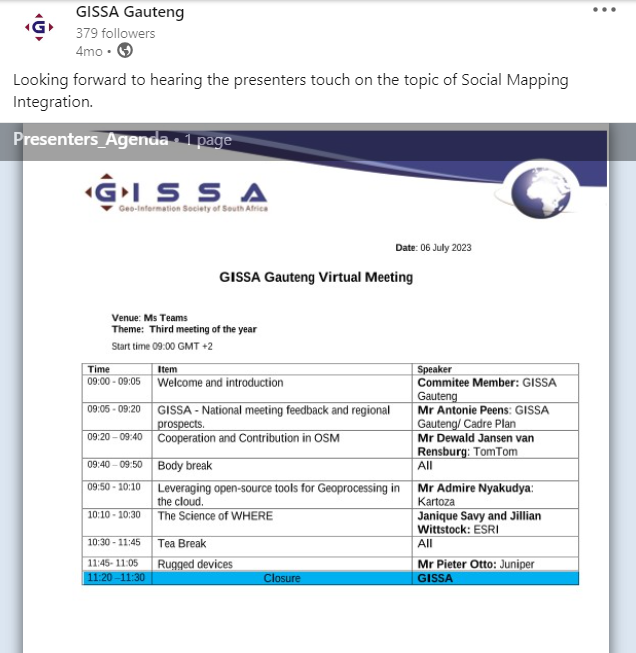 GISSA Gauteng
379 followers
4mo •
Looking forward to hearing the presenters touch on the topic of Social Mapping
Integration.
Presenters_Agenda • 1 page
GISSA
Geo-Information Society of South Africa
Date: 06 July 2023
GISSA Gauteng Virtual Meeting
Venue: Ms Teams
Theme: Third meeting of the year
Start time 09:00 GMT +2
Time Item Speaker
09:00 - 09:05 Welcome and introduction Commitee Member: GISSA
Gauteng
09:05 - 09:20 GISSA - National meeting feedback and regional Mr Antonie Peens: GISSA
prospects. Gauteng/ Cadre Plan
09:20 – 09:40 Cooperation and Contribution in OSM Mr Dewald Jansen van
Rensburg: TomTom
09:40 – 09:50 Body break All
09:50 - 10:10 Leveraging open-source tools for Geoprocessing in Mr Admire Nyakudya:
the cloud. Kartoza
10:10 - 10:30 The Science of WHERE Janique Savy and Jillian
Wittstock: ESRI
10:30 - 11:45 Tea Break All
11:45- 11:05 Rugged devices Mr Pieter Otto: Juniper
11:20 –11:30 Closure GISSA